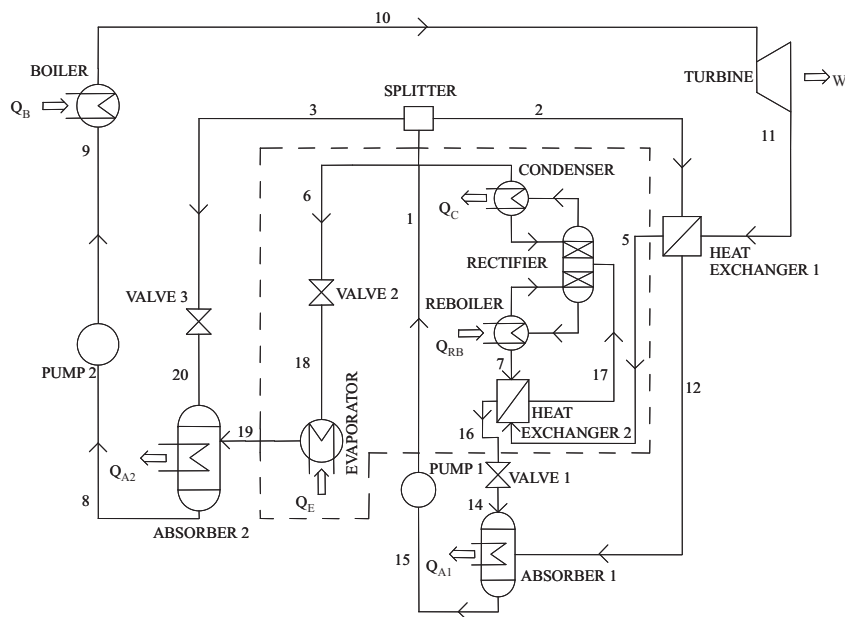 10
BOILER
Q_B
TURBINE
W
SPLITTER
3
2
9
11
CONDENSER
6
Q_C
1
5
RECTIFIER
HEAT
EXCHANGER 1
VALVE 3
VALVE 2
REBOILER
Q_RB
PUMP 2
20
18
7
17
12
HEAT
EXCHANGER 2
16
EVAPORATOR
19
Q_A2
PUMP 1
VALVE 1
8
Q_E
14
ABSORBER 2
15
Q_A1
ABSORBER 1